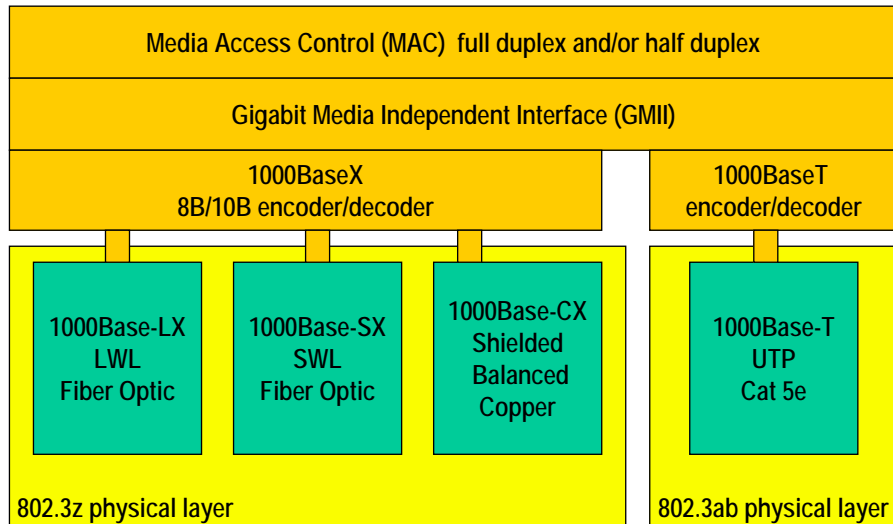 Media Access Control (MAC) full duplex and/or half duplex
Gigabit Media Independent Interface (GMII)
1000BaseX
8B/10B encoder/decoder
1000BaseT
encoder/decoder
1000Base-LX
LWL
Fiber Optic
1000Base-SX
SWL
Fiber Optic
1000Base-CX
Shielded
Balanced
Copper
1000Base-T
UTP
Cat 5e
802.3z physical layer
802.3ab physical layer